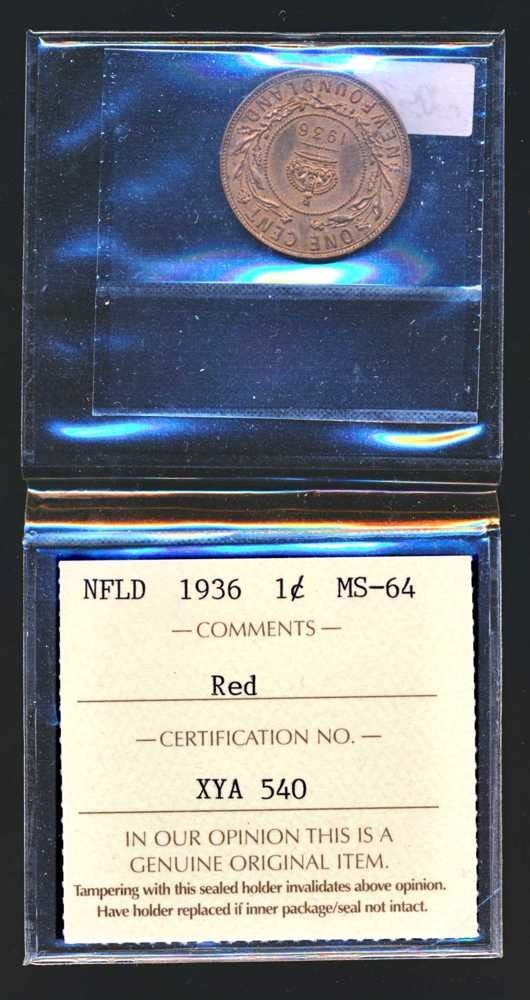 NEWFOUNDLAND
1936
ONE CENT
NFLD 1936 1¢ MS-64
— COMMENTS —
Red
— CERTIFICATION NO. —
XYA 540
IN OUR OPINION THIS IS A
GENUINE ORIGINAL ITEM.
Tampering with this sealed holder invalidates above opinion.
Have holder replaced if inner package/seal not intact.